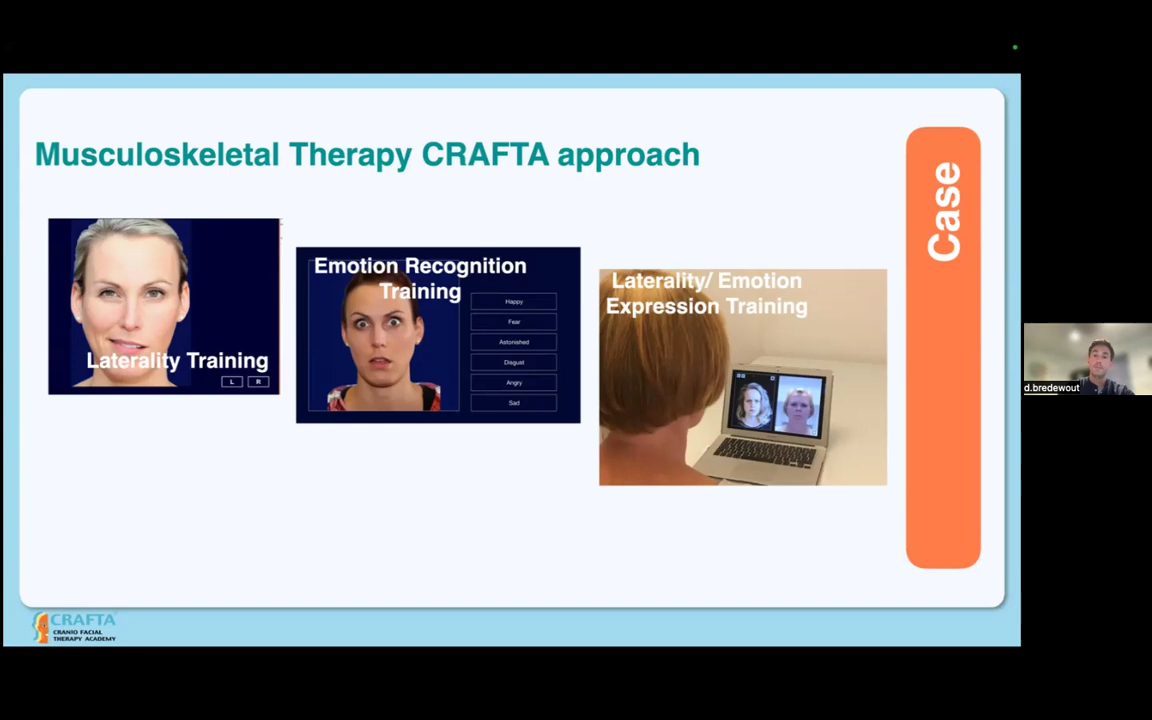 Musculoskeletal Therapy CRAFTA approach
Case
Laterality Training
L
R
Emotion Recognition
Training
Happy
Fear
Astonished
Disgust
Angry
Sad
Laterality/ Emotion
Expression Training
d.bredewout
CRAFTA
CRANIO FACIAL
THERAPY ACADEMY